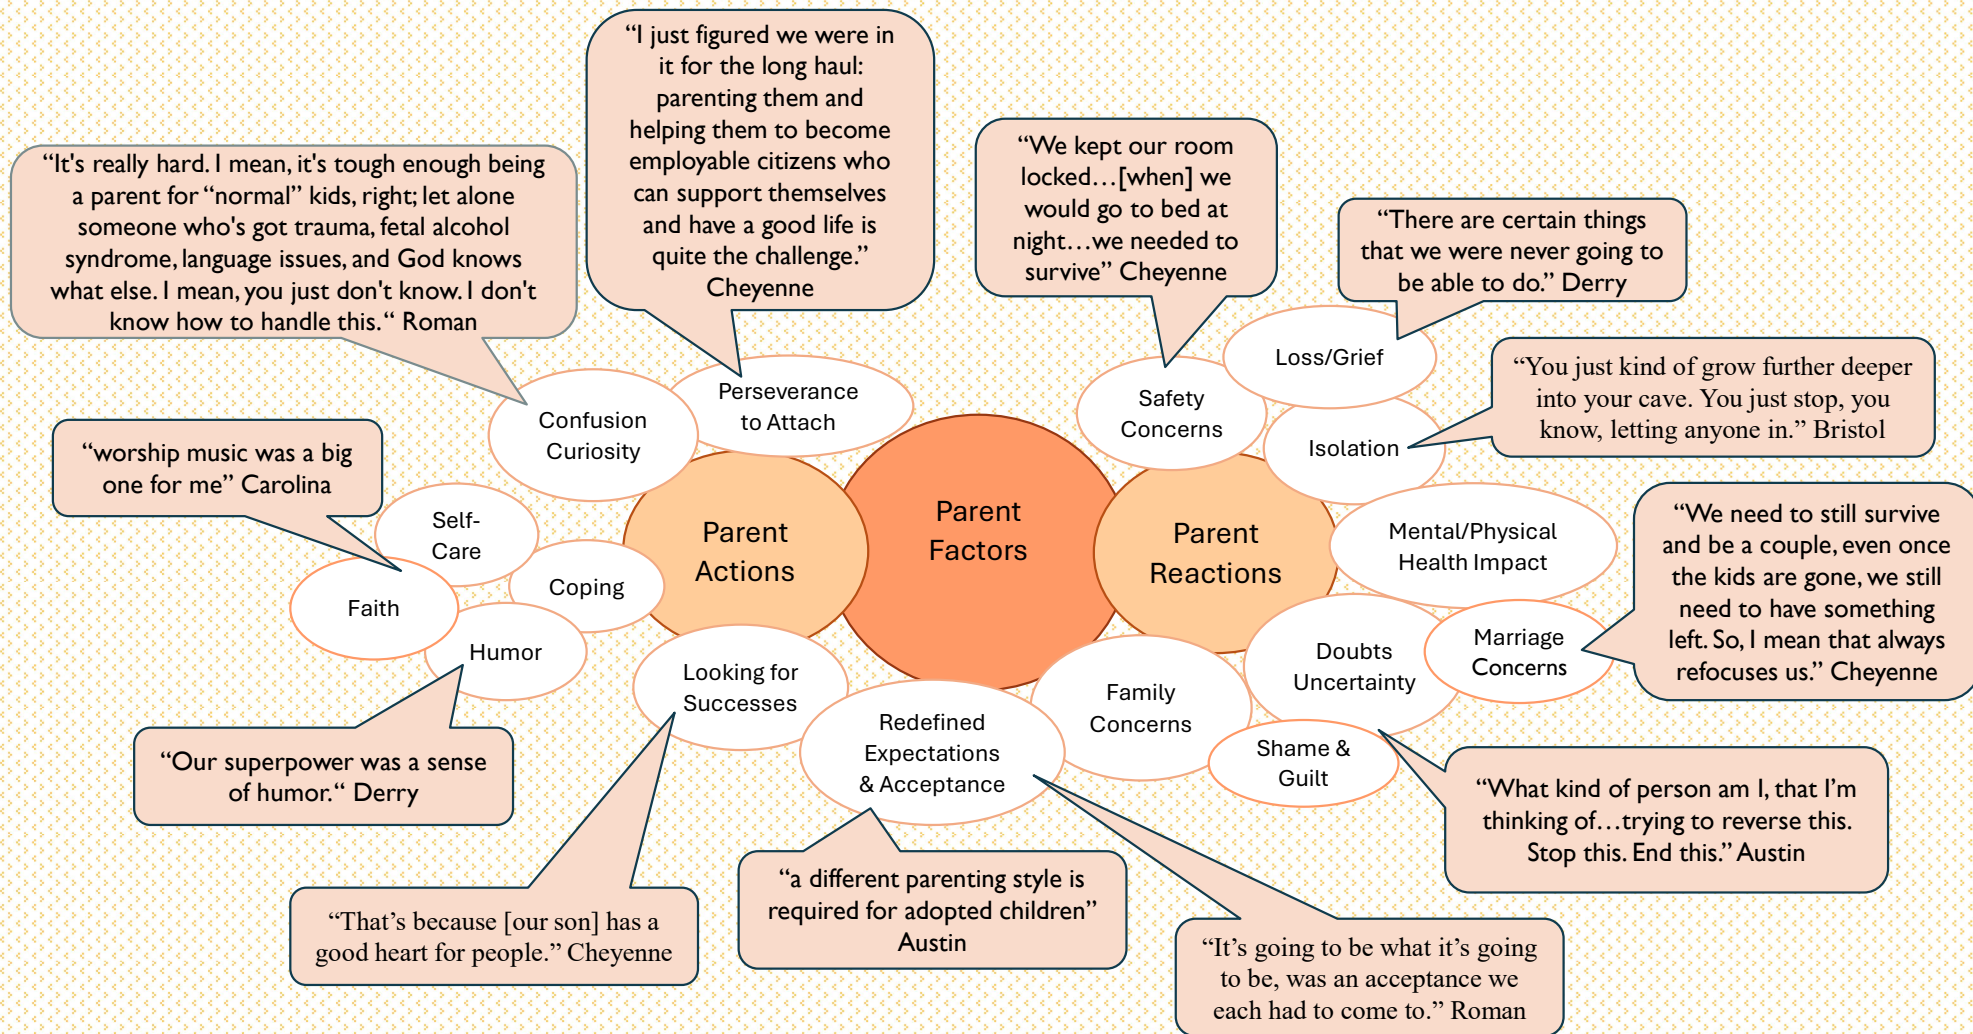 “I just figured we were in
it for the long haul:
parenting them and
helping them to become
employable citizens who
can support themselves
and have a good life is
quite the challenge.”
Cheyenne
“It's really hard. I mean, it's tough enough being
a parent for “normal” kids, right; let alone
someone who's got trauma, fetal alcohol
syndrome, language issues, and God knows
what else. I mean, you just don't know. I don't
know how to handle this.“ Roman
“We kept our room
locked…[when] we
would go to bed at
night…we needed to
survive” Cheyenne
“There are certain things
that we were never going to
be able to do.” Derry
Loss/Grief
“You just kind of grow further deeper
into your cave. You just stop, you
know, letting anyone in.” Bristol
Confusion
Curiosity
Perseverance
to Attach
Safety
Concerns
Isolation
“worship music was a big
one for me” Carolina
Self-
Care
Coping
Faith
Humor
Parent
Actions
Parent
Factors
Parent
Reactions
Mental/Physical
Health Impact
“We need to still survive
and be a couple, even once
the kids are gone, we still
need to have something
left. So, I mean that always
refocuses us.” Cheyenne
Looking for
Successes
Redefined
Expectations
& Acceptance
Family
Concerns
Doubts
Uncertainty
Marriage
Concerns
Shame &
Guilt
“Our superpower was a sense
of humor.“ Derry
“What kind of person am I, that I’m
thinking of…trying to reverse this.
Stop this. End this.” Austin
“That’s because [our son] has a
good heart for people.” Cheyenne
“a different parenting style is
required for adopted children”
Austin
“It’s going to be what it’s going
to be, was an acceptance we
each had to come to.” Roman